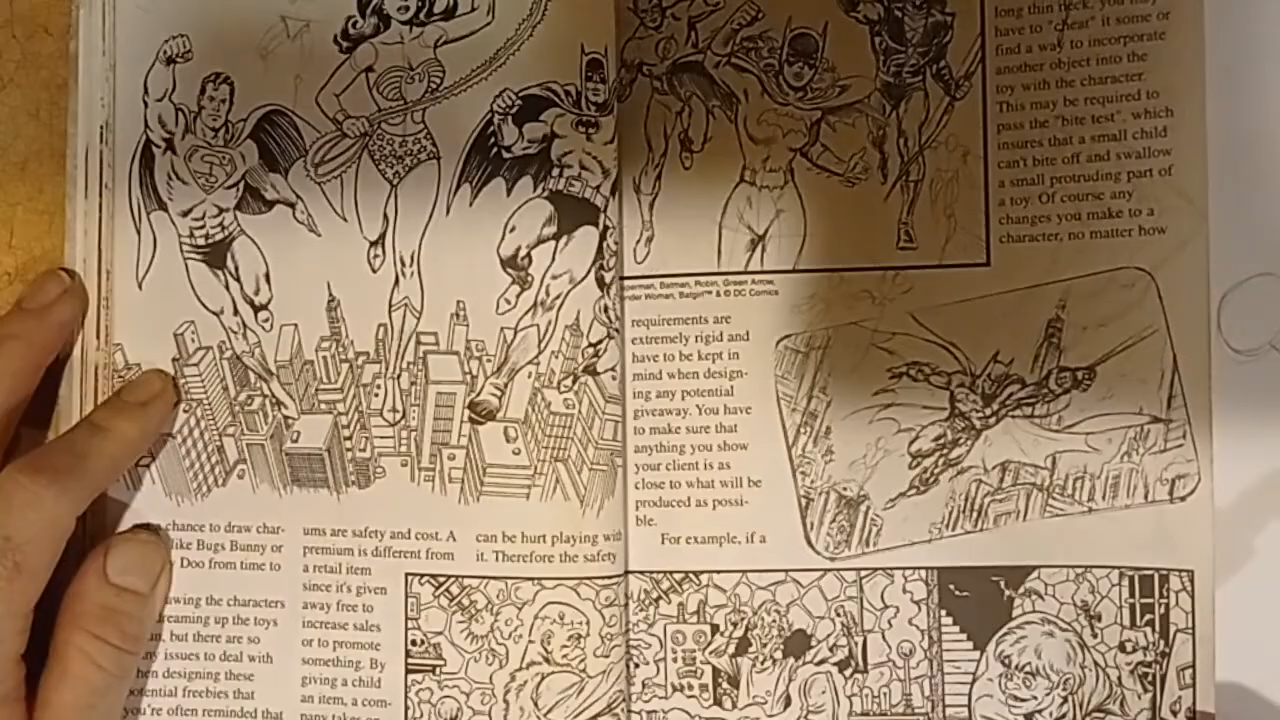 chance to draw char-
like Bugs Bunny or
Doo from time to
the characters
up the toys
but there are so
issues to deal with
designing these
freebies that
you're often reminded that
ums are safety and cost. A
premium is different from
a retail item
since it's given
away free to
increase sales
or to promote
something. By
giving a child
an item, a com-
can be hurt playing with
it. Therefore the safety
long thin neck, you may
have to "cheat" it some or
find a way to incorporate
another object into the
toy with the character.
This may be required to
pass the "bite test", which
insures that a small child
can't bite off and swallow
a small protruding part of
a toy. Of course any
changes you make to a
character, no matter how
Batman, Robin, Green Arrow,
Woman, Batgirl™ & © DC Comics
requirements are
extremely rigid and
have to be kept in
mind when design-
ing any potential
giveaway. You have
to make sure that
anything you show
your client is as
close to what will be
produced as possi-
ble.
For example, if a